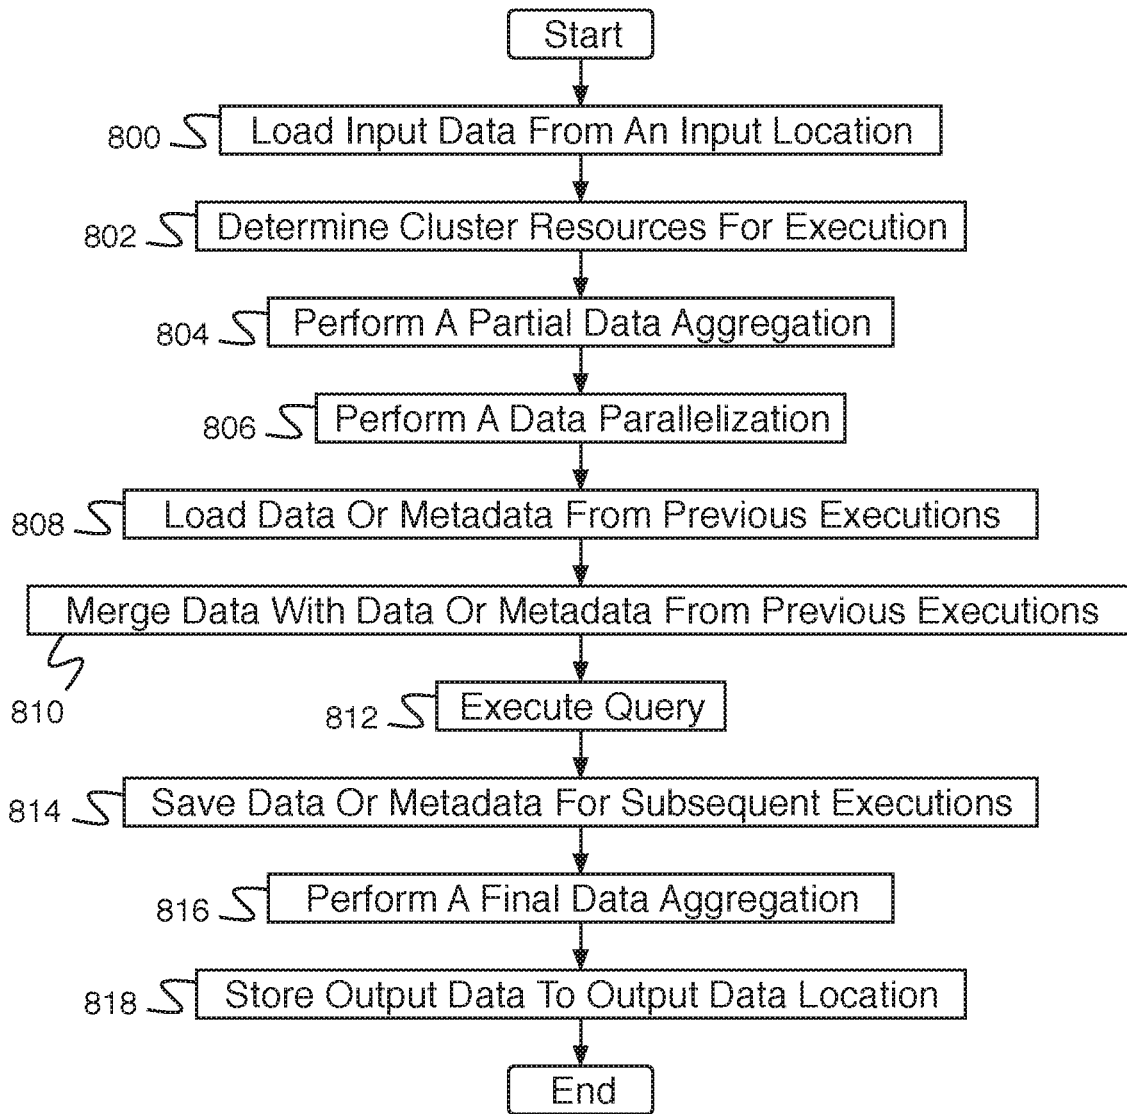 Start
800 Load Input Data From An Input Location
802 Determine Cluster Resources For Execution
804 Perform A Partial Data Aggregation
806 Perform A Data Parallelization
808 Load Data Or Metadata From Previous Executions
Merge Data With Data Or Metadata From Previous Executions
810
812 Execute Query
814 Save Data Or Metadata For Subsequent Executions
816 Perform A Final Data Aggregation
818 Store Output Data To Output Data Location
End